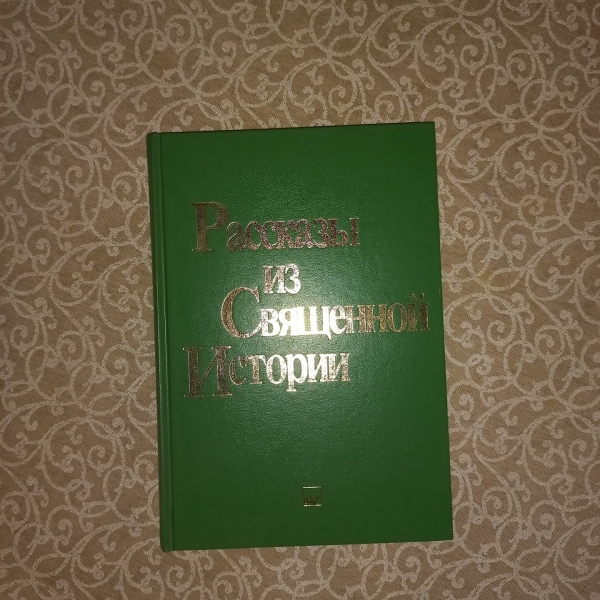 Рассказы
из
Священной
Истории